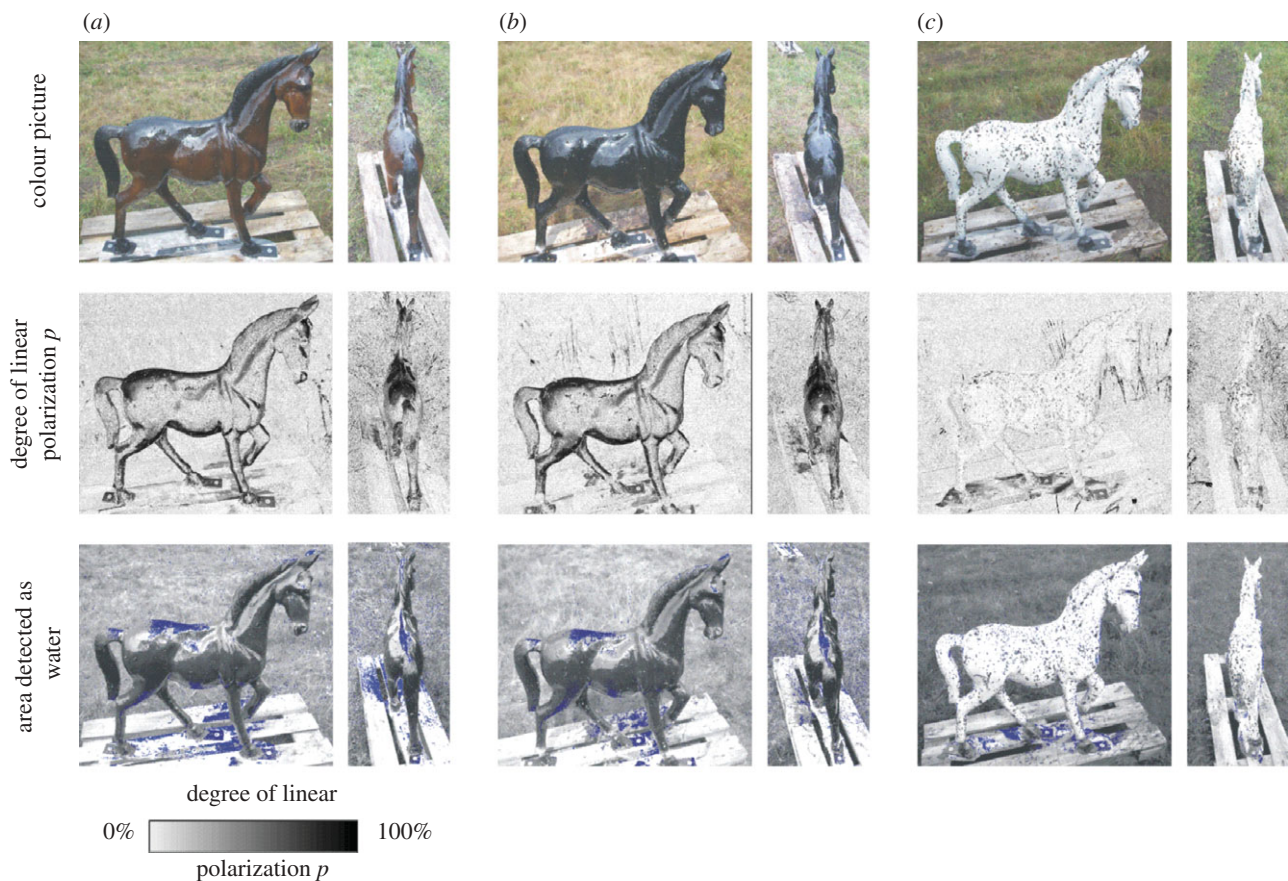 (a)
(b)
(c)
colour picture
degree of linear
polarization p
area detected as
water
degree of linear
0%
100%
polarization p